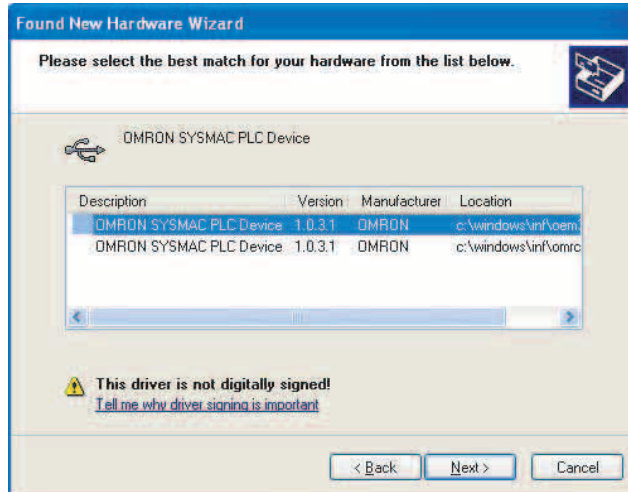 Found New Hardware Wizard
Please select the best match for your hardware from the list below.
OMRON SYSMAC PLC Device
Description Version Manufacturer Location
OMRON SYSMAC PLC Device 1.0.3.1 OMRON c:\windows\inf\oem
OMRON SYSMAC PLC Device 1.0.3.1 OMRON c:\windows\inf\omrc
This driver is not digitally signed!
Tell me why driver signing is important
< Back Next > Cancel